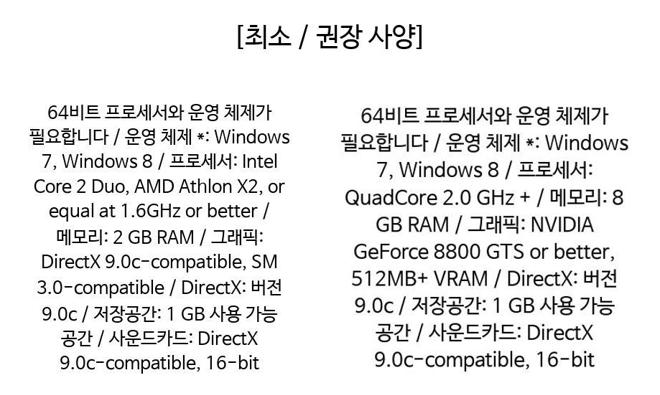 [최소 / 권장 사양]
64비트 프로세서와 운영 체제가
필요합니다 / 운영 체제 *: Windows
7, Windows 8 / 프로세서: Intel
Core 2 Duo, AMD Athlon X2, or
equal at 1.6GHz or better /
메모리: 2 GB RAM / 그래픽:
DirectX 9.0c-compatible, SM
3.0-compatible / DirectX: 버전
9.0c / 저장공간: 1 GB 사용 가능
공간 / 사운드카드: DirectX
9.0c-compatible, 16-bit
64비트 프로세서와 운영 체제가
필요합니다 / 운영 체제 *: Windows
7, Windows 8 / 프로세서:
QuadCore 2.0 GHz + / 메모리: 8
GB RAM / 그래픽: NVIDIA
GeForce 8800 GTS or better,
512MB+ VRAM / DirectX: 버전
9.0c / 저장공간: 1 GB 사용 가능
공간 / 사운드카드: DirectX
9.0c-compatible, 16-bit